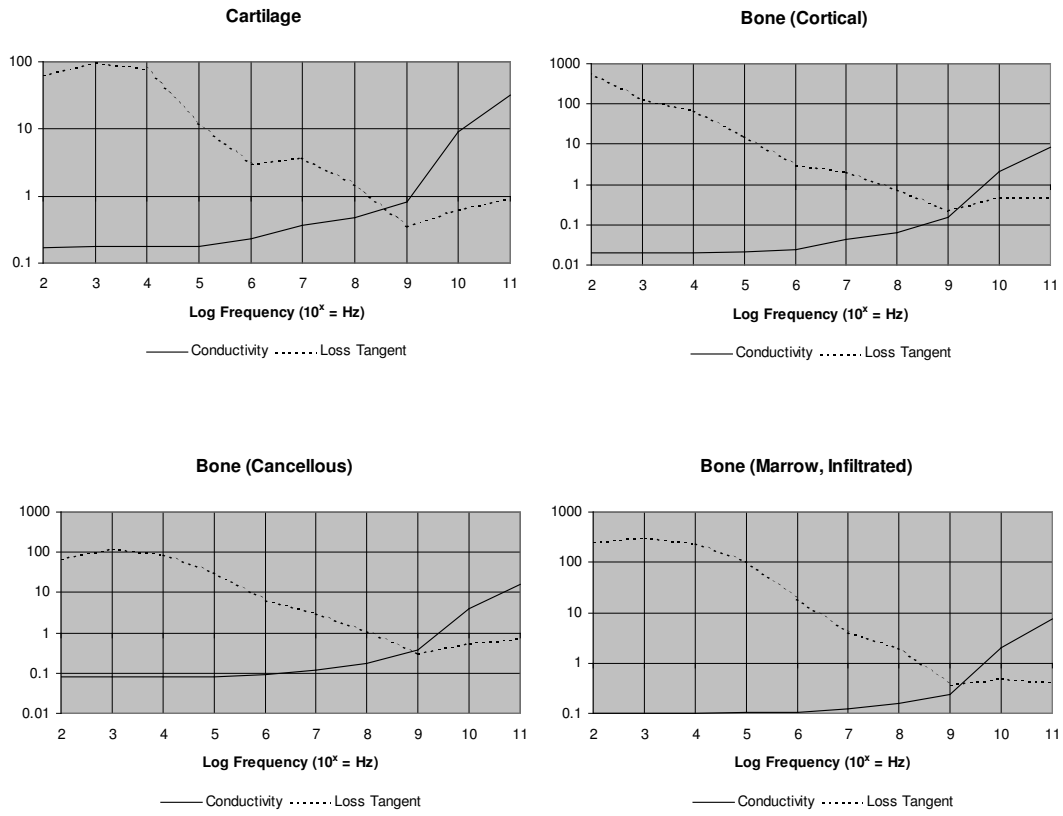 Cartilage
100
10
1
0.1
2 3 4 5 6 7 8 9 10 11
Log Frequency (10^x = Hz)
Conductivity Loss Tangent
Bone (Cortical)
1000
100
10
1
0.1
0.01
2 3 4 5 6 7 8 9 10 11
Log Frequency (10^x = Hz)
Conductivity Loss Tangent
Bone (Cancellous)
1000
100
10
1
0.1
0.01
2 3 4 5 6 7 8 9 10 11
Log Frequency (10^x = Hz)
Conductivity Loss Tangent
Bone (Marrow, Infiltrated)
1000
100
10
1
0.1
2 3 4 5 6 7 8 9 10 11
Log Frequency (10^x = Hz)
Conductivity Loss Tangent